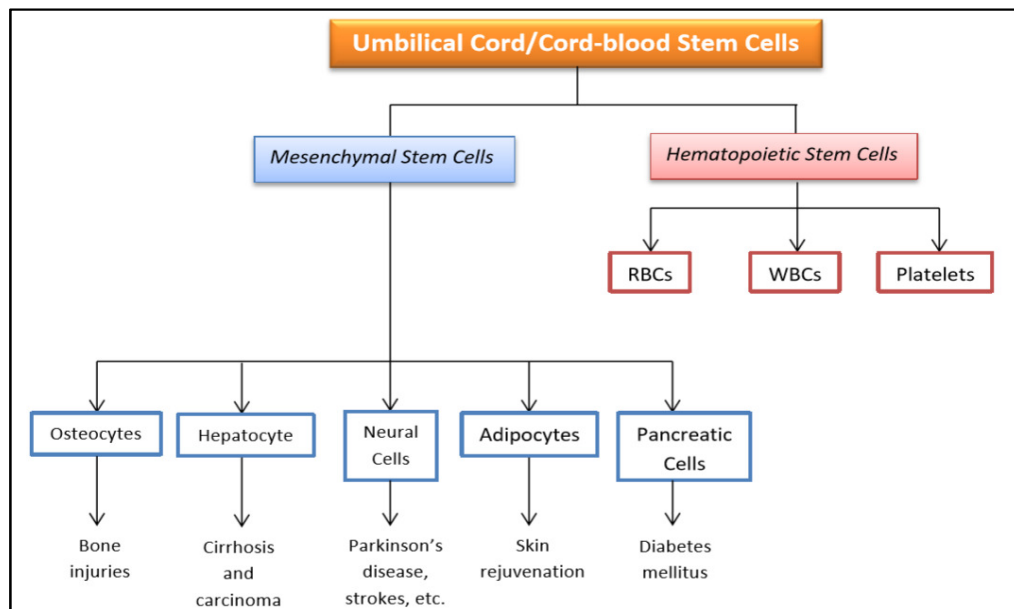 Umbilical Cord/Cord-blood Stem Cells
Mesenchymal Stem Cells
Hematopoietic Stem Cells
RBCs
WBCs
Platelets
Osteocytes
Hepatocyte
Neural
Cells
Adipocytes
Pancreatic
Cells
Bone
injuries
Cirrhosis
and
carcinoma
Parkinson’s
disease,
strokes, etc.
Skin
rejuvenation
Diabetes
mellitus